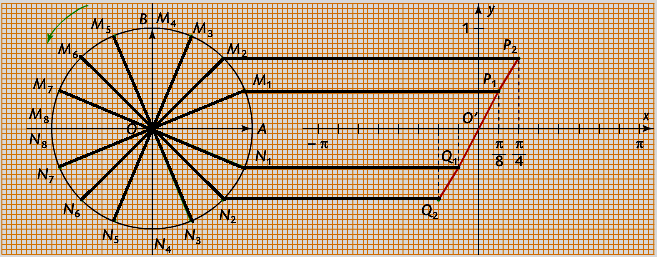 B M₄ y
M₅ M₃ 1
M₆ M₂ P₂
M₇ M₁ P₁
M₈ O' x
O A
N₈ −π π/8 π/4 π
N₇ N₁ Q₁
N₆ N₂ Q₂
N₅ N₄ N₃